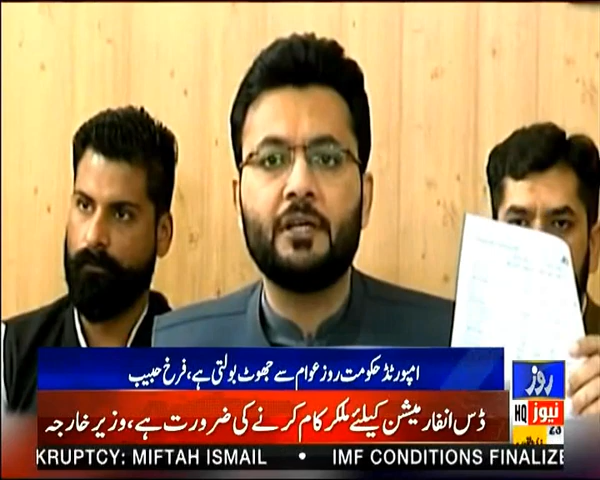 امپورٹڈ حکومت روز عوام سے جھوٹ بولتی ہے، فرخ حبیب
ڈس انفارمیشن کیلئے ملکر کام کرنے کی ضرورت ہے، وزیر خارجہ
روز
HQ نیوز
KRUPTCY: MIFTAH ISMAIL • IMF CONDITIONS FINALIZE